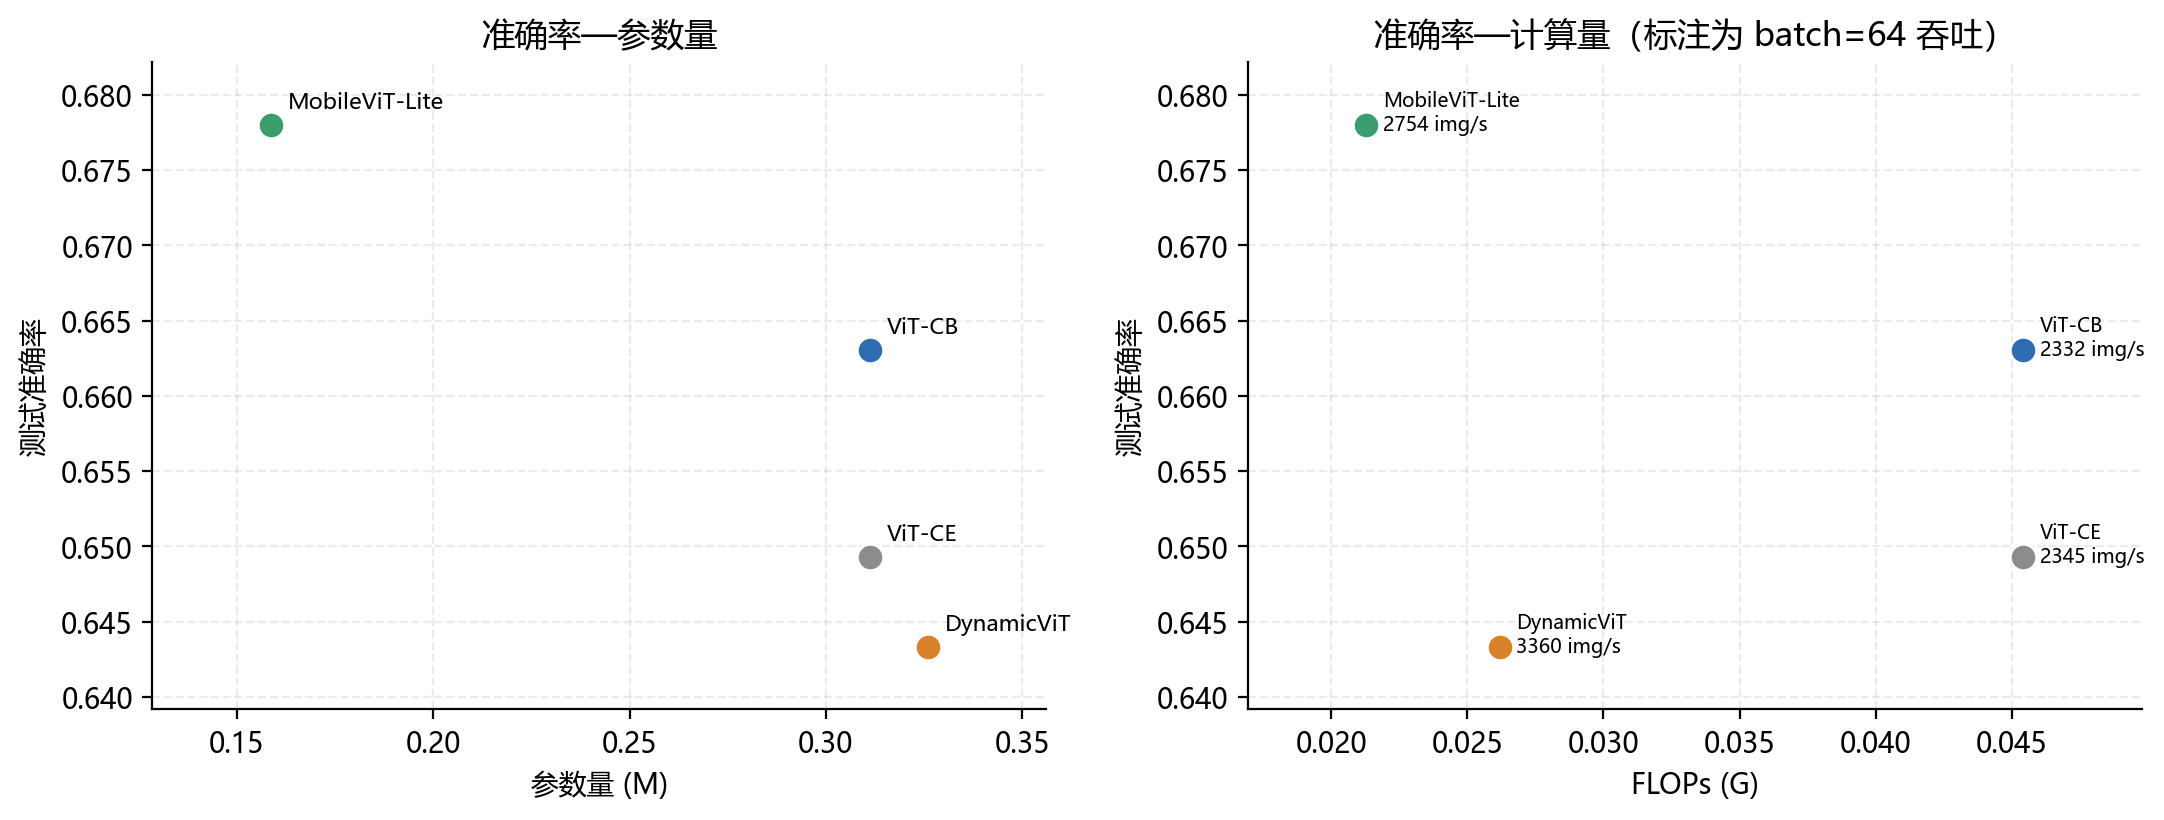 准确率—参数量
0.680
0.675
0.670
0.665
0.660
0.655
0.650
0.645
0.640
测试准确率
MobileViT-Lite
ViT-CB
ViT-CE
DynamicViT
0.15
0.20
0.25
0.30
0.35
参数量 (M)
准确率—计算量（标注为 batch=64 吞吐）
0.680
0.675
0.670
0.665
0.660
0.655
0.650
0.645
0.640
测试准确率
MobileViT-Lite
2754 img/s
ViT-CB
2332 img/s
ViT-CE
2345 img/s
DynamicViT
3360 img/s
0.020
0.025
0.030
0.035
0.040
0.045
FLOPs (G)